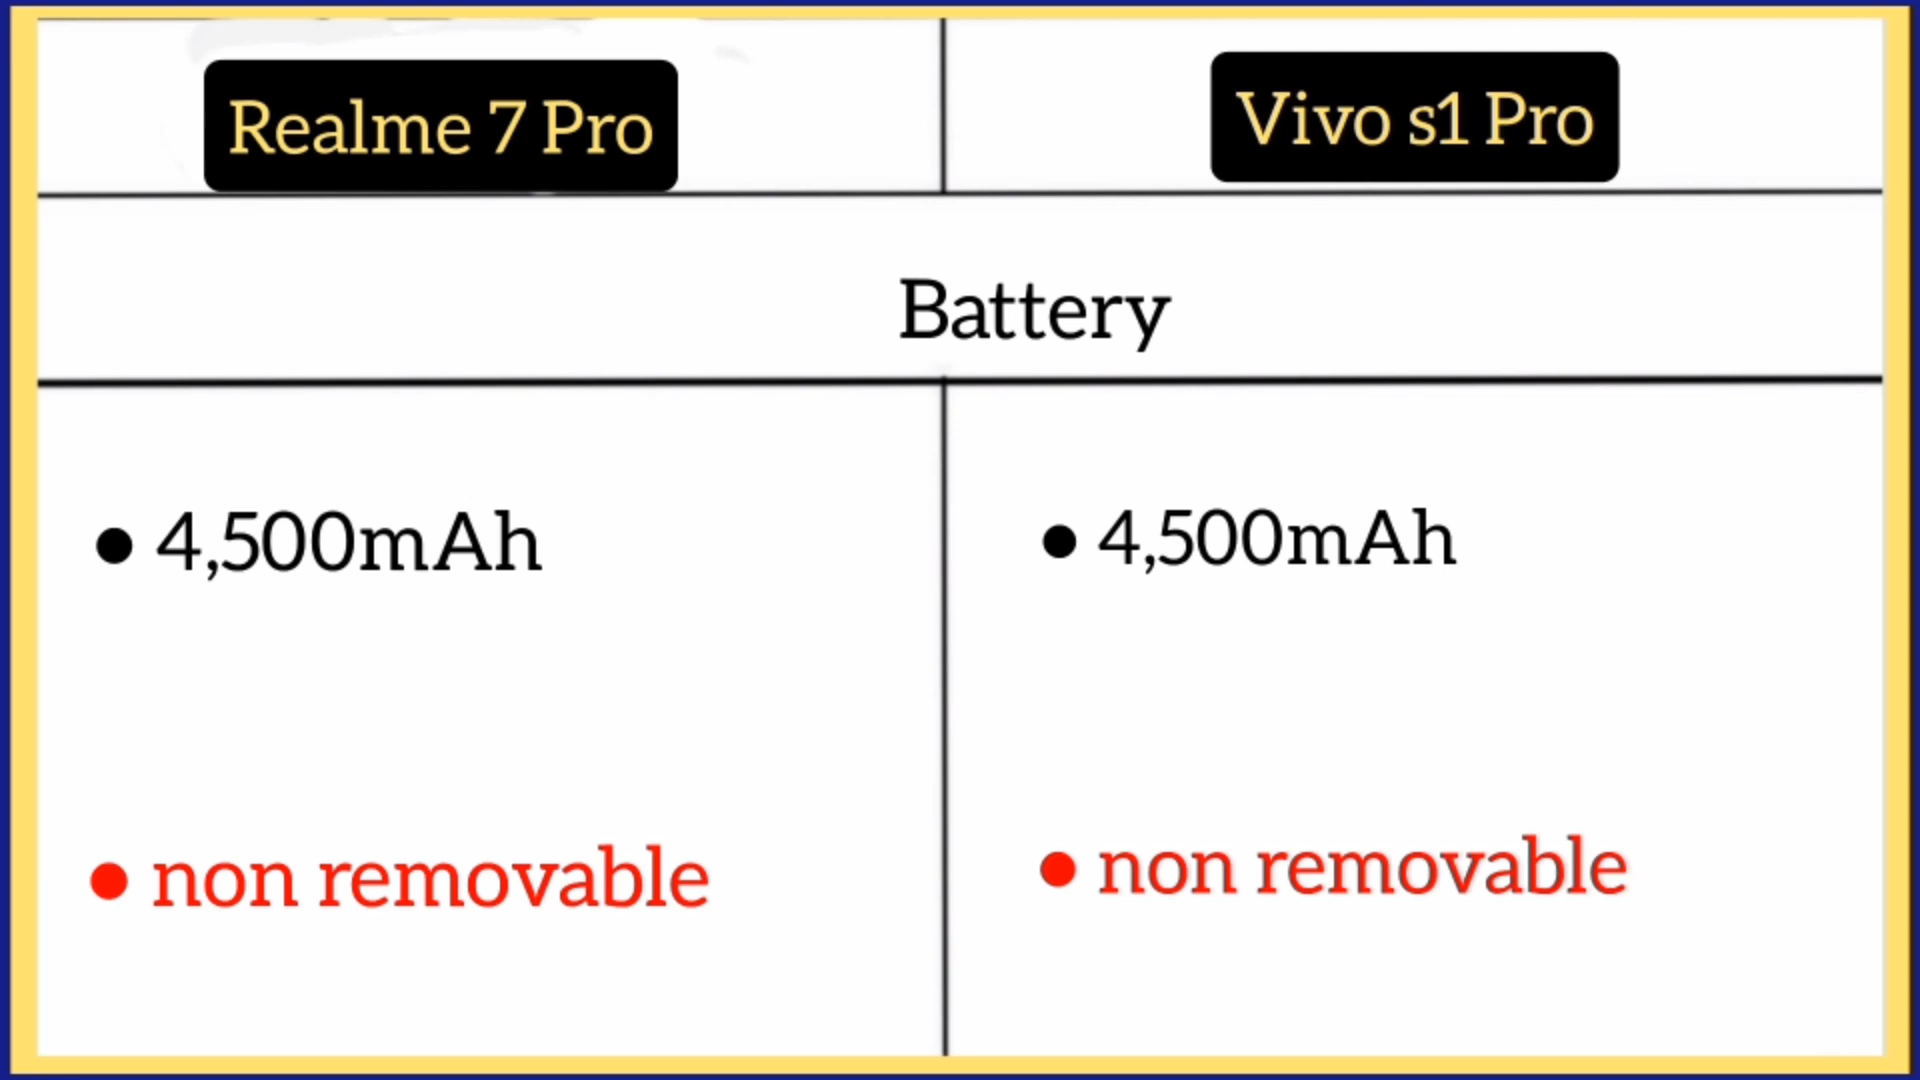 Realme 7 Pro
Vivo s1 Pro
Battery
● 4,500mAh
● 4,500mAh
● non removable
● non removable